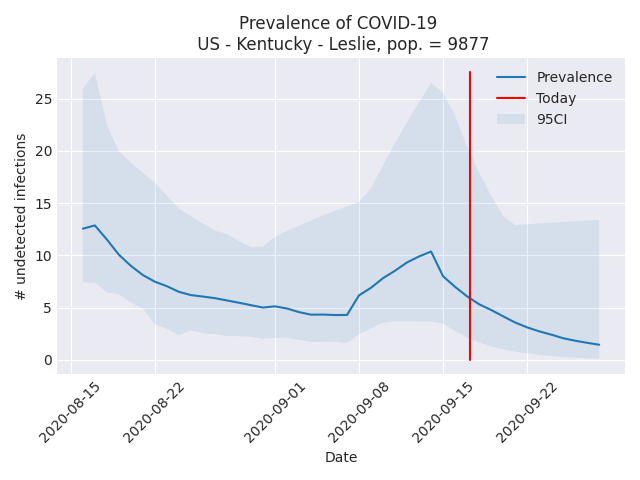 Prevalence of COVID-19
US - Kentucky - Leslie, pop. = 9877
Prevalence
Today
95CI
# undetected infections
25
20
15
10
5
0
2020-08-15
2020-08-22
2020-09-01
2020-09-08
2020-09-15
2020-09-22
Date